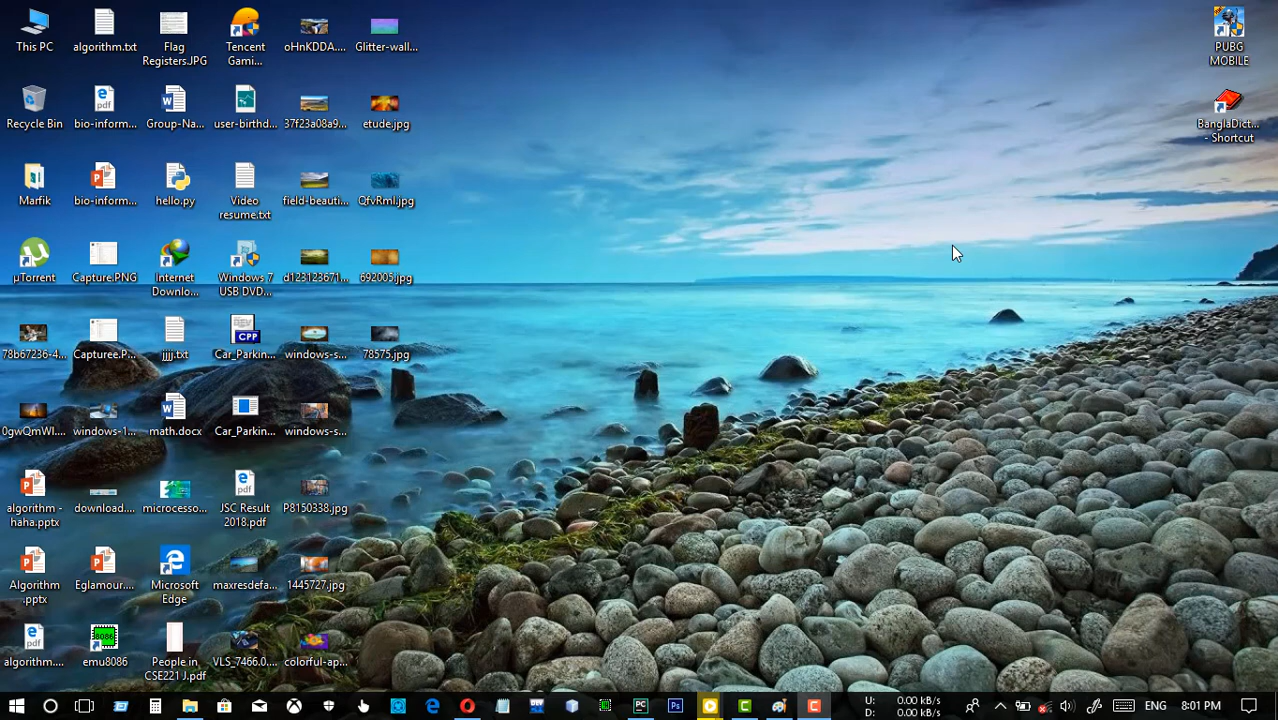 This PC
algorithm.txt
Flag
Registers.JPG
Tencent
Gami...
oHnKDDA....
Glitter-wall...
PUBG
MOBILE
Recycle Bin
bio-inform...
Group-Na...
user-birthd...
37f23a08a9...
etude.jpg
BanglaDict...
- Shortcut
Marfik
bio-inform...
hello.py
Video
resume.txt
field-beauti...
QfvRml.jpg
µTorrent
Capture.PNG
Internet
Downlo...
Windows 7
USB DVD...
d123123671...
692005.jpg
78b67236-4...
Capturee.P...
jjjj.txt
CPP
Car_Parkin...
windows-s...
78575.jpg
0gwQmWI....
windows-1...
math.docx
Car_Parkin...
windows-s...
algorithm -
haha.pptx
download....
microcesso...
JSC Result
2018.pdf
P8150338.jpg
Algorithm
.pptx
Eglamour....
Microsoft
Edge
maxresdefa...
1445727.jpg
algorithm....
8086
emu8086
People in
CSE221 J.pdf
VLS_7466.0...
colorful-ap...
U: 0.00 kB/s
D: 0.00 kB/s
ENG
8:01 PM